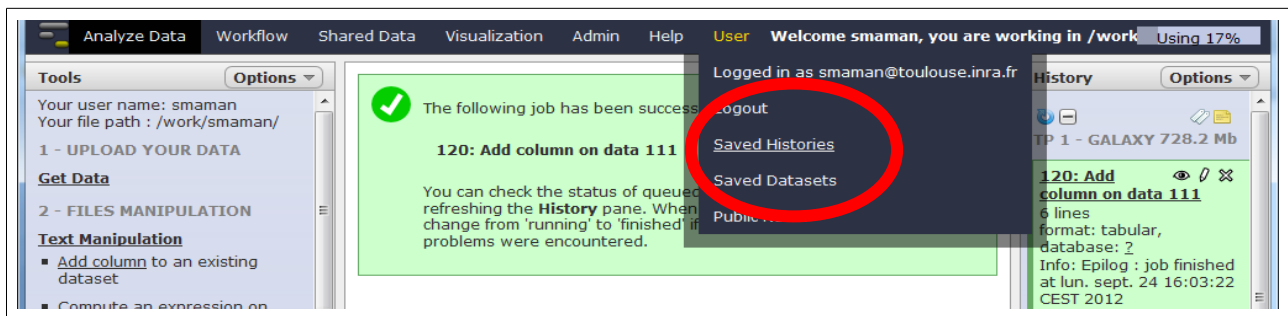 Analyze Data Workflow Shared Data Visualization Admin Help User Welcome smaman, you are working in /work Using 17%
Tools Options
Your user name: smaman
Your file path : /work/smaman/
1 - UPLOAD YOUR DATA
Get Data
2 - FILES MANIPULATION
Text Manipulation
Add column to an existing
dataset
Compute an expression on
The following job has been success
120: Add column on data 111
You can check the status of queued
refreshing the History pane. When
change from 'running' to 'finished' if
problems were encountered.
Logged in as smaman@toulouse.inra.fr
Logout
Saved Histories
Saved Datasets
Public
History Options
TP 1 - GALAXY 728.2 Mb
120: Add
column on data 111
6 lines
format: tabular,
database: ?
Info: Epilog : job finished
at lun. sept. 24 16:03:22
CEST 2012